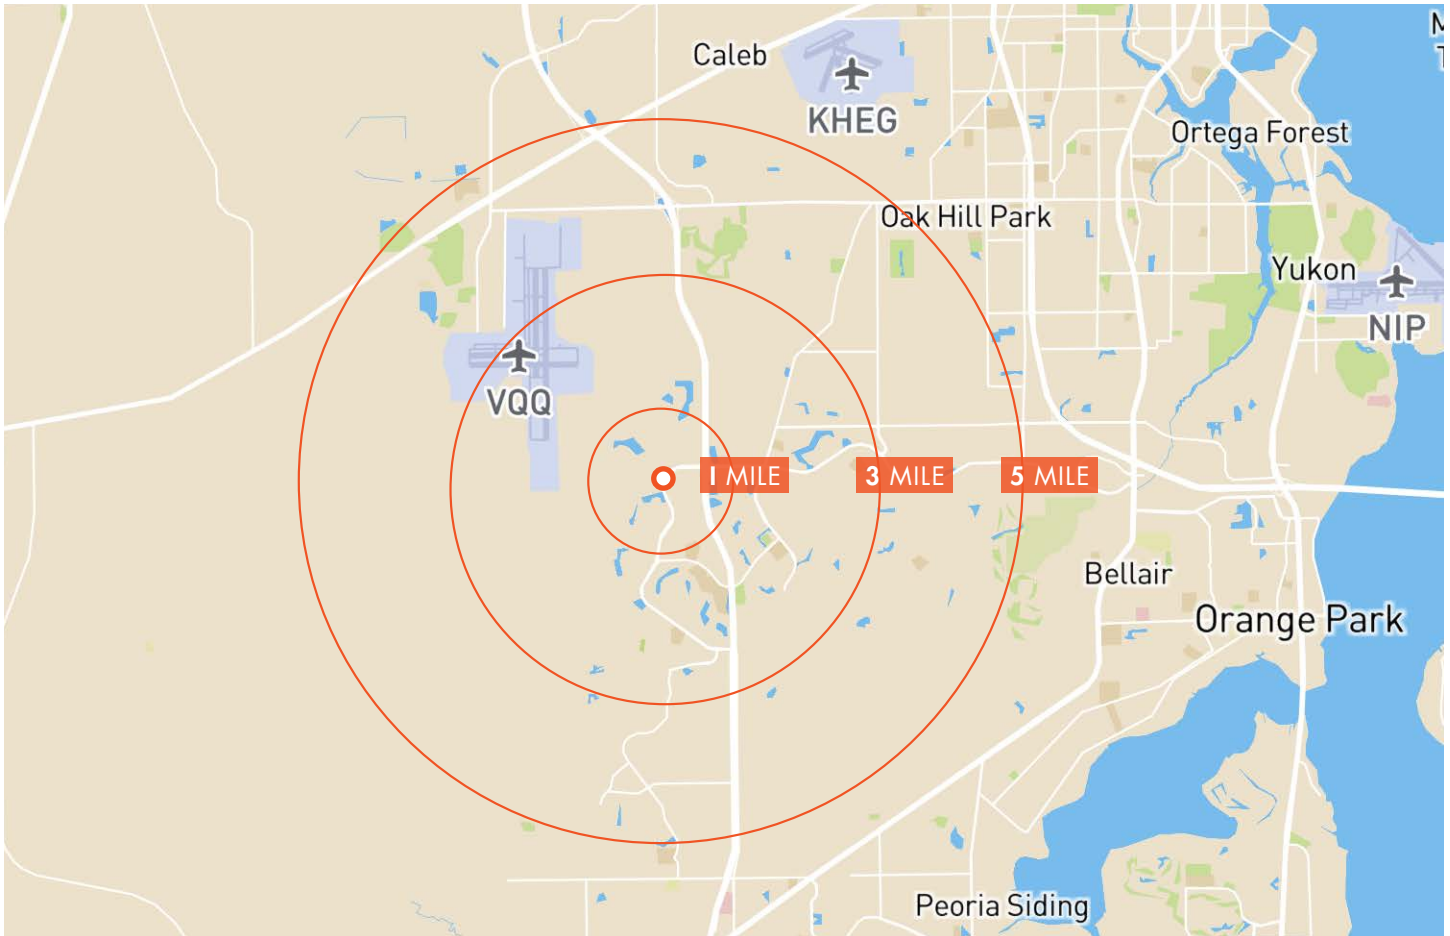 Caleb
KHEG
Ortega Forest
Oak Hill Park
Yukon
NIP
VQQ
1 MILE
3 MILE
5 MILE
Bellair
Orange Park
Peoria Siding